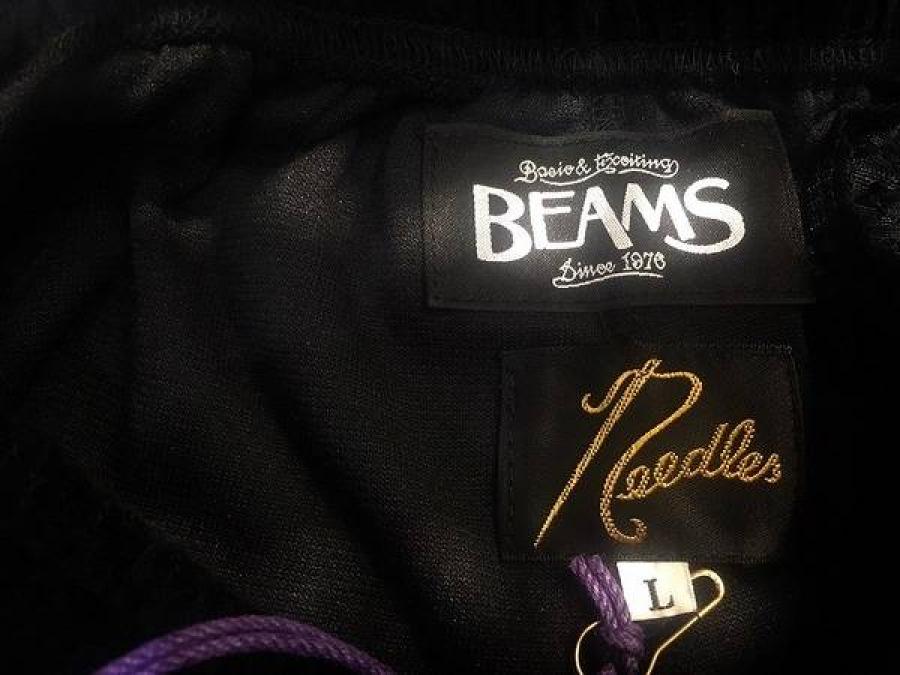 Basic & Exciting
BEAMS
Since 1976
Needles
L